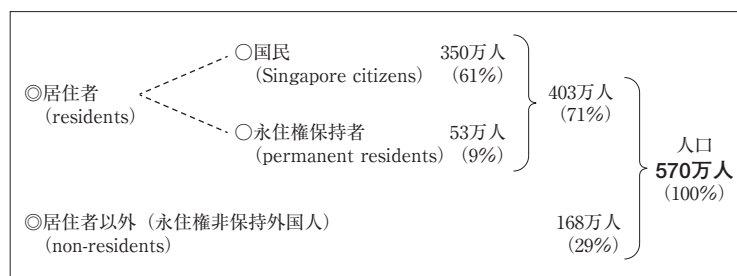 ○国民 350万人
(Singapore citizens) (61%)
◎居住者 403万人
(residents) (71%)
○永住権保持者 53万人
(permanent residents) (9%)
人口
570万人
(100%)
◎居住者以外（永住権非保持外国人） 168万人
(non-residents) (29%)